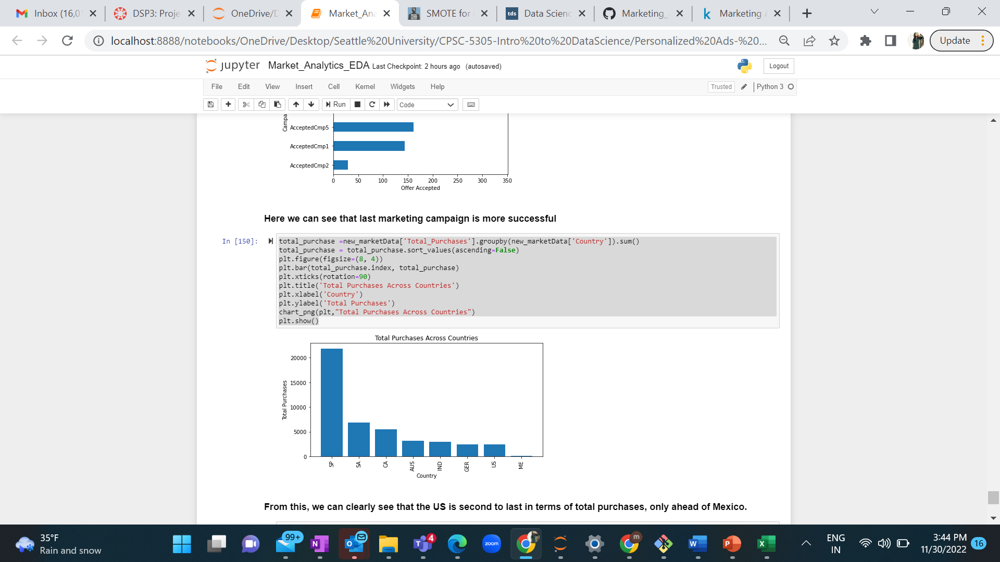 Inbox (16,0
DSP3: Proje
OneDrive/D
Market_Ana
SMOTE for
tds
Data Scienc
Marketing_
k
Marketing A
localhost:8888/notebooks/OneDrive/Desktop/Seattle%20University/CPSC-5305-Intro%20to%20DataScience/Personalized%20Ads-%20...
Update
jupyter Market_Analytics_EDA Last Checkpoint: 2 hours ago (autosaved)
Logout
File Edit View Insert Cell Kernel Widgets Help
Trusted
Python 3
Run
Code
Campa
AcceptedCmp5
AcceptedCmp1
AcceptedCmp2
0 50 100 150 200 250 300 350
Offer Accepted
Here we can see that last marketing campaign is more successful
In [150]:
total_purchase =new_marketData['Total_Purchases'].groupby(new_marketData['Country']).sum()
total_purchase = total_purchase.sort_values(ascending=False)
plt.figure(figsize=(8, 4))
plt.bar(total_purchase.index, total_purchase)
plt.xticks(rotation=90)
plt.title('Total Purchases Across Countries')
plt.xlabel('Country')
plt.ylabel('Total Purchases')
chart_png(plt,"Total Purchases Across Countries")
plt.show()
Total Purchases Across Countries
Total Purchases
20000
15000
10000
5000
0
SP SA CA AUS IND GER US ME
Country
From this, we can clearly see that the US is second to last in terms of total purchases, only ahead of Mexico.
35°F
Rain and snow
99+
N
O
T
4
zoom
m
W
P
X
ENG
IN
3:44 PM
11/30/2022
16